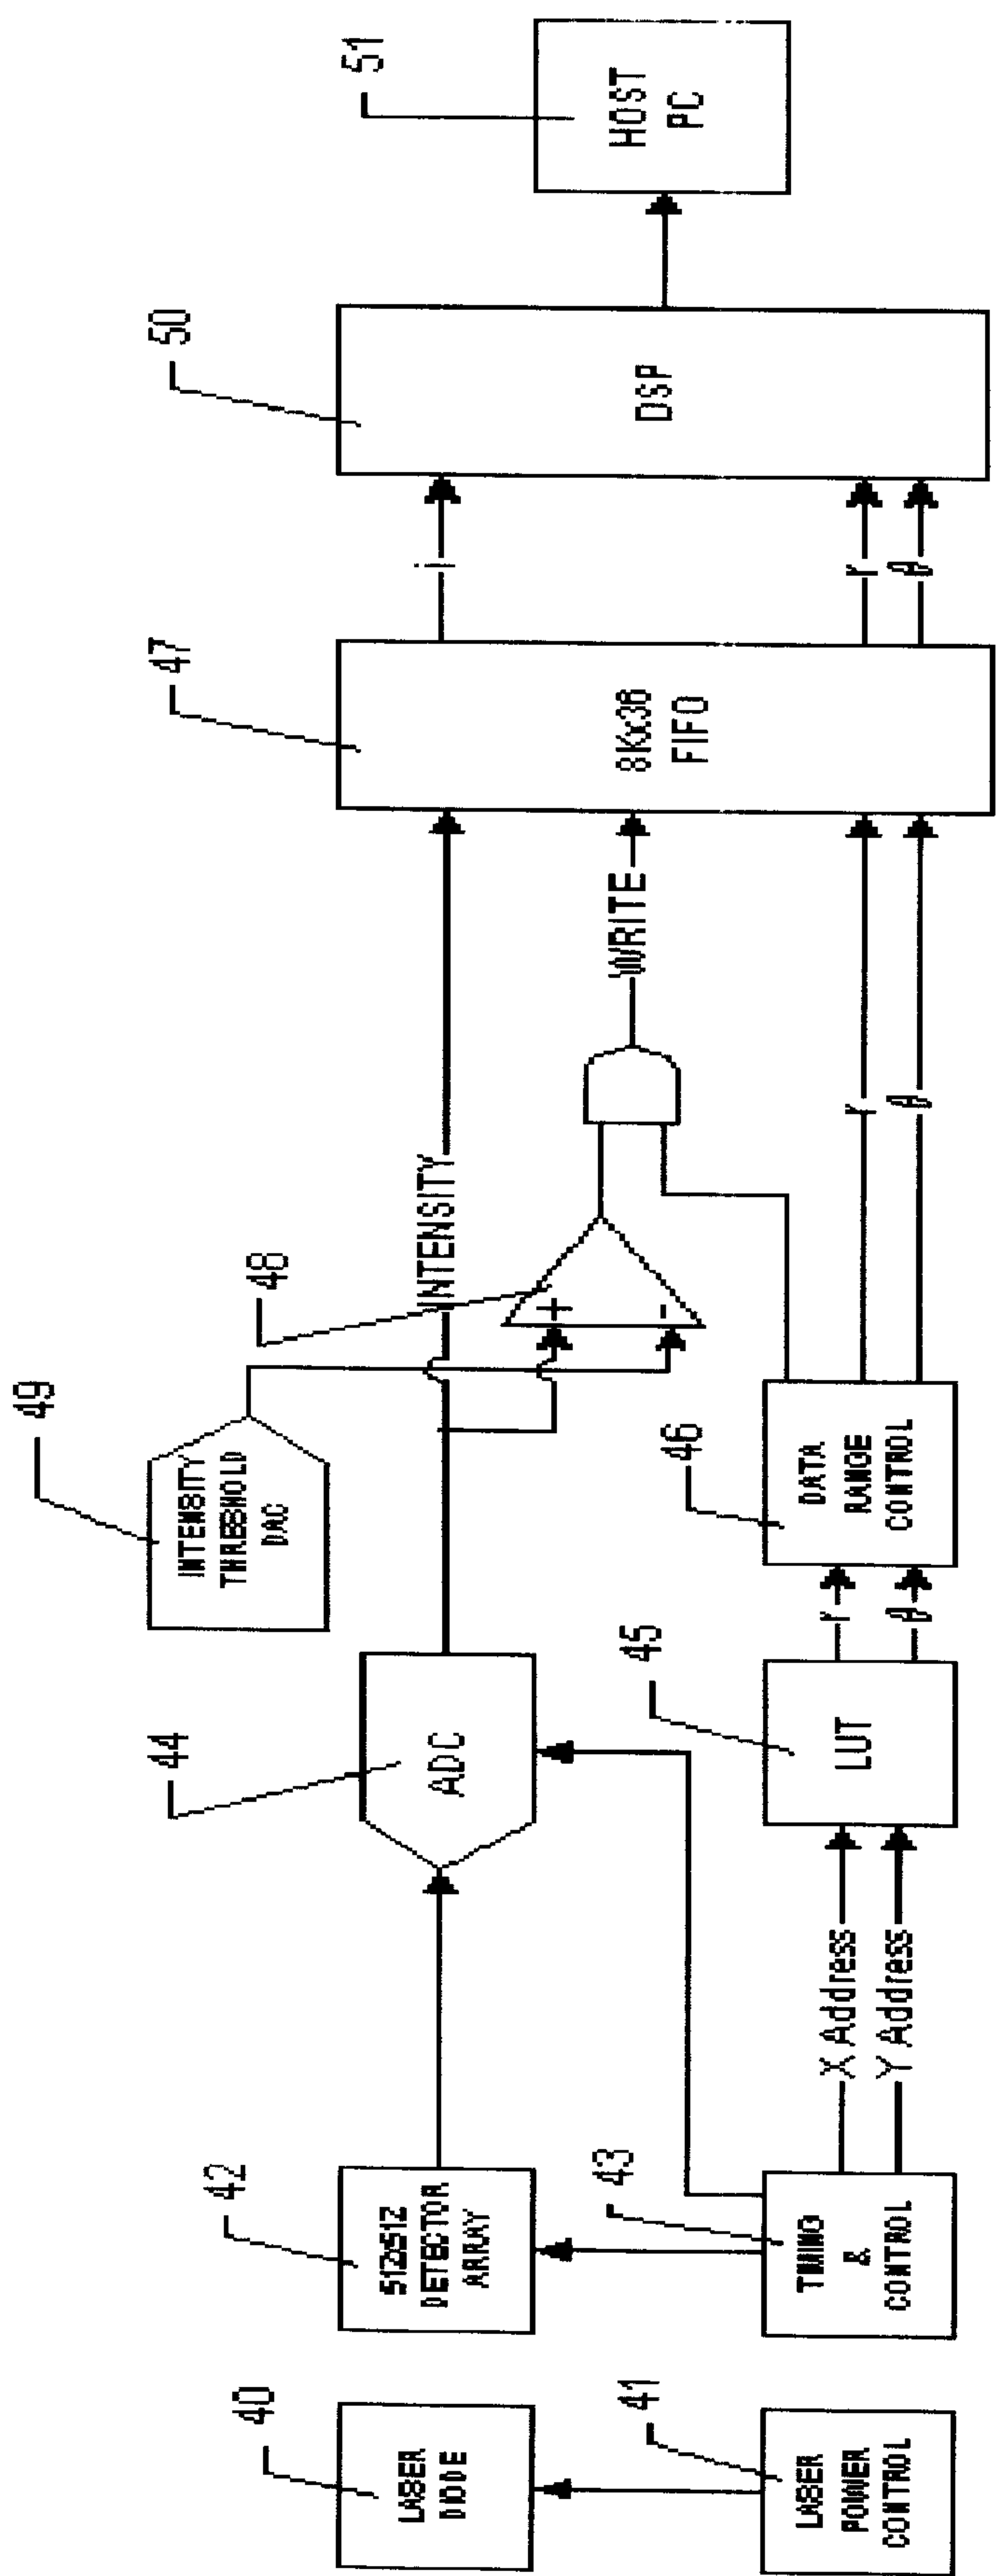 40
LASER
DIODE
41
LASER
POWER
CONTROL
42
512x512
DETECTOR
ARRAY
43
TIMING
&
CONTROL
X Address
Y Address
44
ADC
45
LUT
r
θ
46
DATA
RANGE
CONTROL
49
INTENSITY
THRESHOLD
DAC
48
+
-
INTENSITY
WRITE
r
θ
47
8Kx36
FIFO
i
r
θ
50
DSP
51
HOST
PC